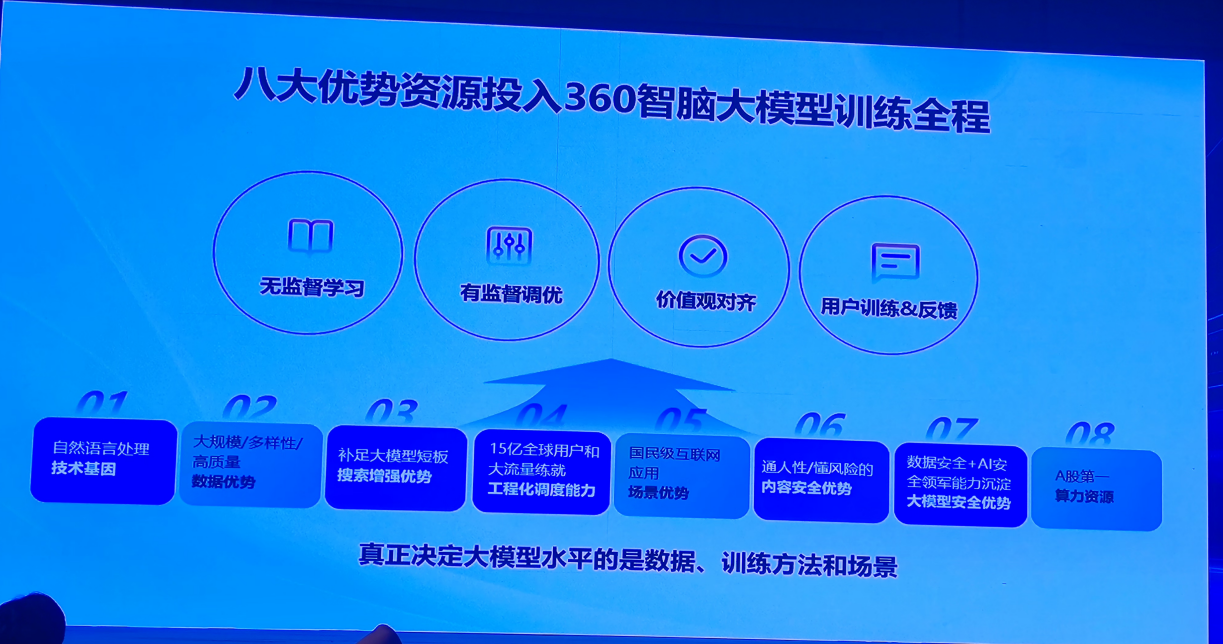 八大优势资源投入360智脑大模型训练全程
无监督学习
有监督调优
价值观对齐
用户训练&反馈
01
自然语言处理
技术基因
02
大规模/多样性/
高质量
数据优势
03
补足大模型短板
搜索增强优势
04
15亿全球用户和
大流量练就
工程化调度能力
05
国民级互联网
应用
场景优势
06
通人性/懂风险的
内容安全优势
07
数据安全+AI安
全领军能力沉淀
大模型安全优势
08
A股第一
算力资源
真正决定大模型水平的是数据、训练方法和场景